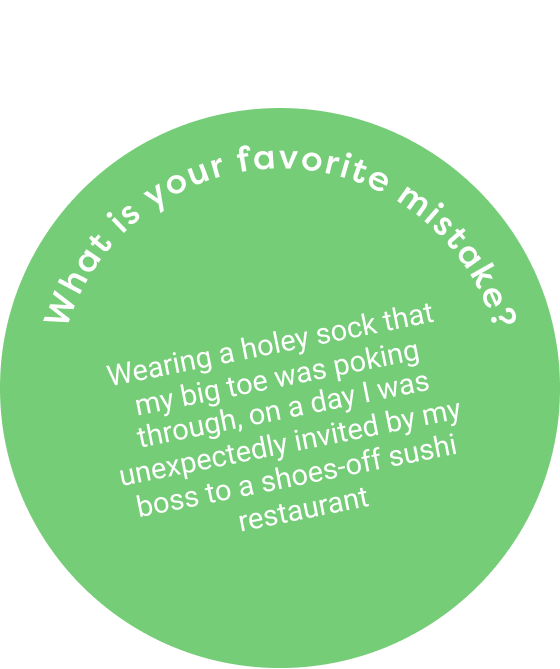 What is your favorite mistake?
Wearing a holey sock that
my big toe was poking
through, on a day I was
unexpectedly invited by my
boss to a shoes-off sushi
restaurant